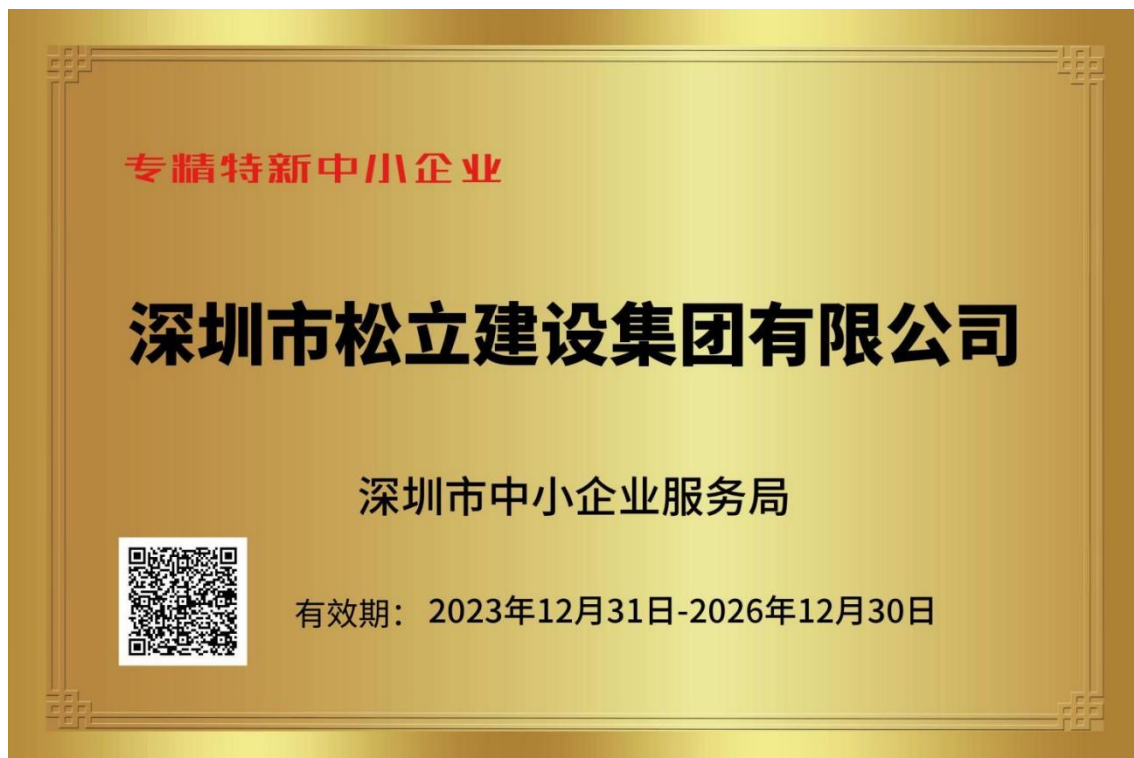 专精特新中小企业
深圳市松立建设集团有限公司
深圳市中小企业服务局
有效期： 2023年12月31日-2026年12月30日